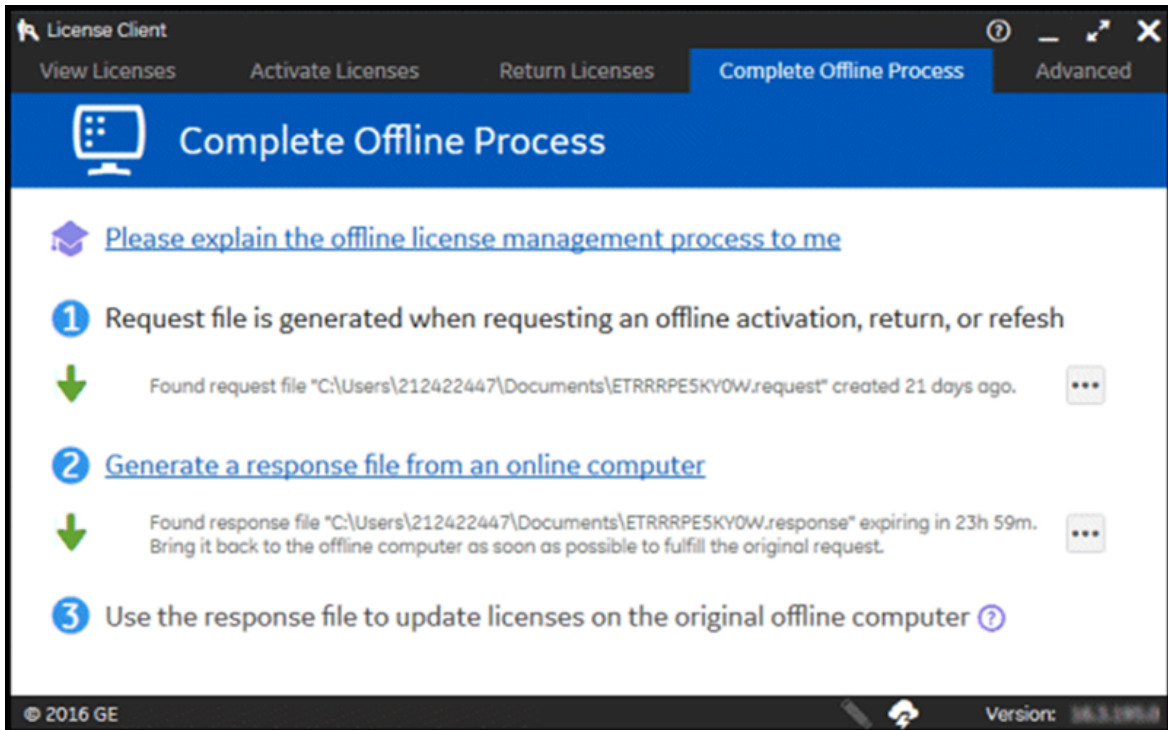 License Client
View Licenses Activate Licenses Return Licenses Complete Offline Process Advanced
Complete Offline Process
Please explain the offline license management process to me
1 Request file is generated when requesting an offline activation, return, or refesh
Found request file "C:\Users\212422447\Documents\ETRRRPE5KY0W.request" created 21 days ago.
2 Generate a response file from an online computer
Found response file "C:\Users\212422447\Documents\ETRRRPE5KY0W.response" expiring in 23h 59m.
Bring it back to the offline computer as soon as possible to fulfill the original request.
3 Use the response file to update licenses on the original offline computer ?
© 2016 GE Version: